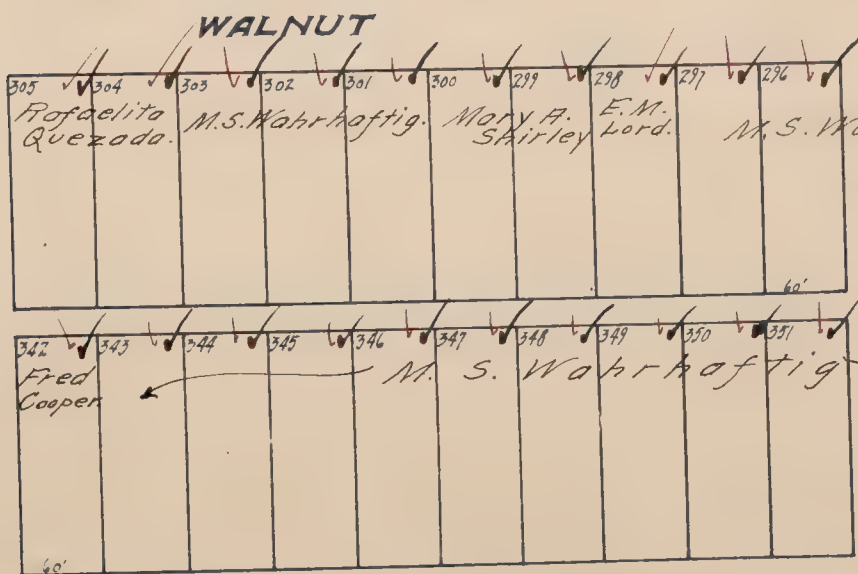 WALNUT
305 304 303 302 301 300 299 298 297 296
Rafaelita Quezada.
M.S. Wahrhaftig.
Mary A. Shirley
E.M. Lord.
M. S. Wa
60'
342 343 344 345 346 347 348 349 350 351
Fred Cooper
M. S. Wahrhaftig
60'